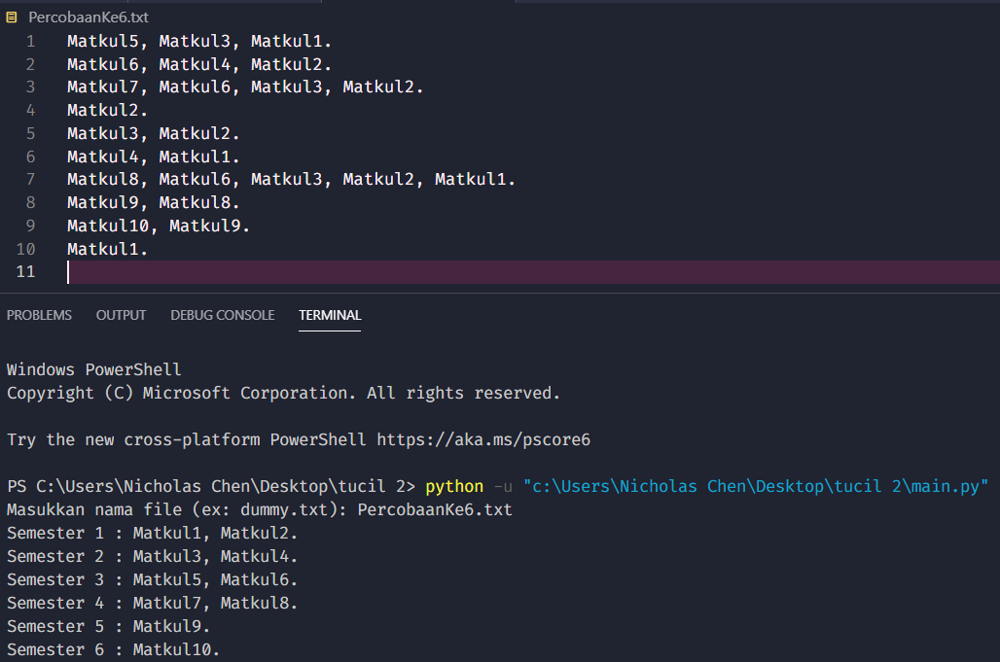 PercobaanKe6.txt
1 Matkul5, Matkul3, Matkul1.
2 Matkul6, Matkul4, Matkul2.
3 Matkul7, Matkul6, Matkul3, Matkul2.
4 Matkul2.
5 Matkul3, Matkul2.
6 Matkul4, Matkul1.
7 Matkul8, Matkul6, Matkul3, Matkul2, Matkul1.
8 Matkul9, Matkul8.
9 Matkul10, Matkul9.
10 Matkul1.
11
PROBLEMS OUTPUT DEBUG CONSOLE TERMINAL
Windows PowerShell
Copyright (C) Microsoft Corporation. All rights reserved.
Try the new cross-platform PowerShell https://aka.ms/pscore6
PS C:\Users\Nicholas Chen\Desktop\tucil 2> python -u "c:\Users\Nicholas Chen\Desktop\tucil 2\main.py"
Masukkan nama file (ex: dummy.txt): PercobaanKe6.txt
Semester 1 : Matkul1, Matkul2.
Semester 2 : Matkul3, Matkul4.
Semester 3 : Matkul5, Matkul6.
Semester 4 : Matkul7, Matkul8.
Semester 5 : Matkul9.
Semester 6 : Matkul10.